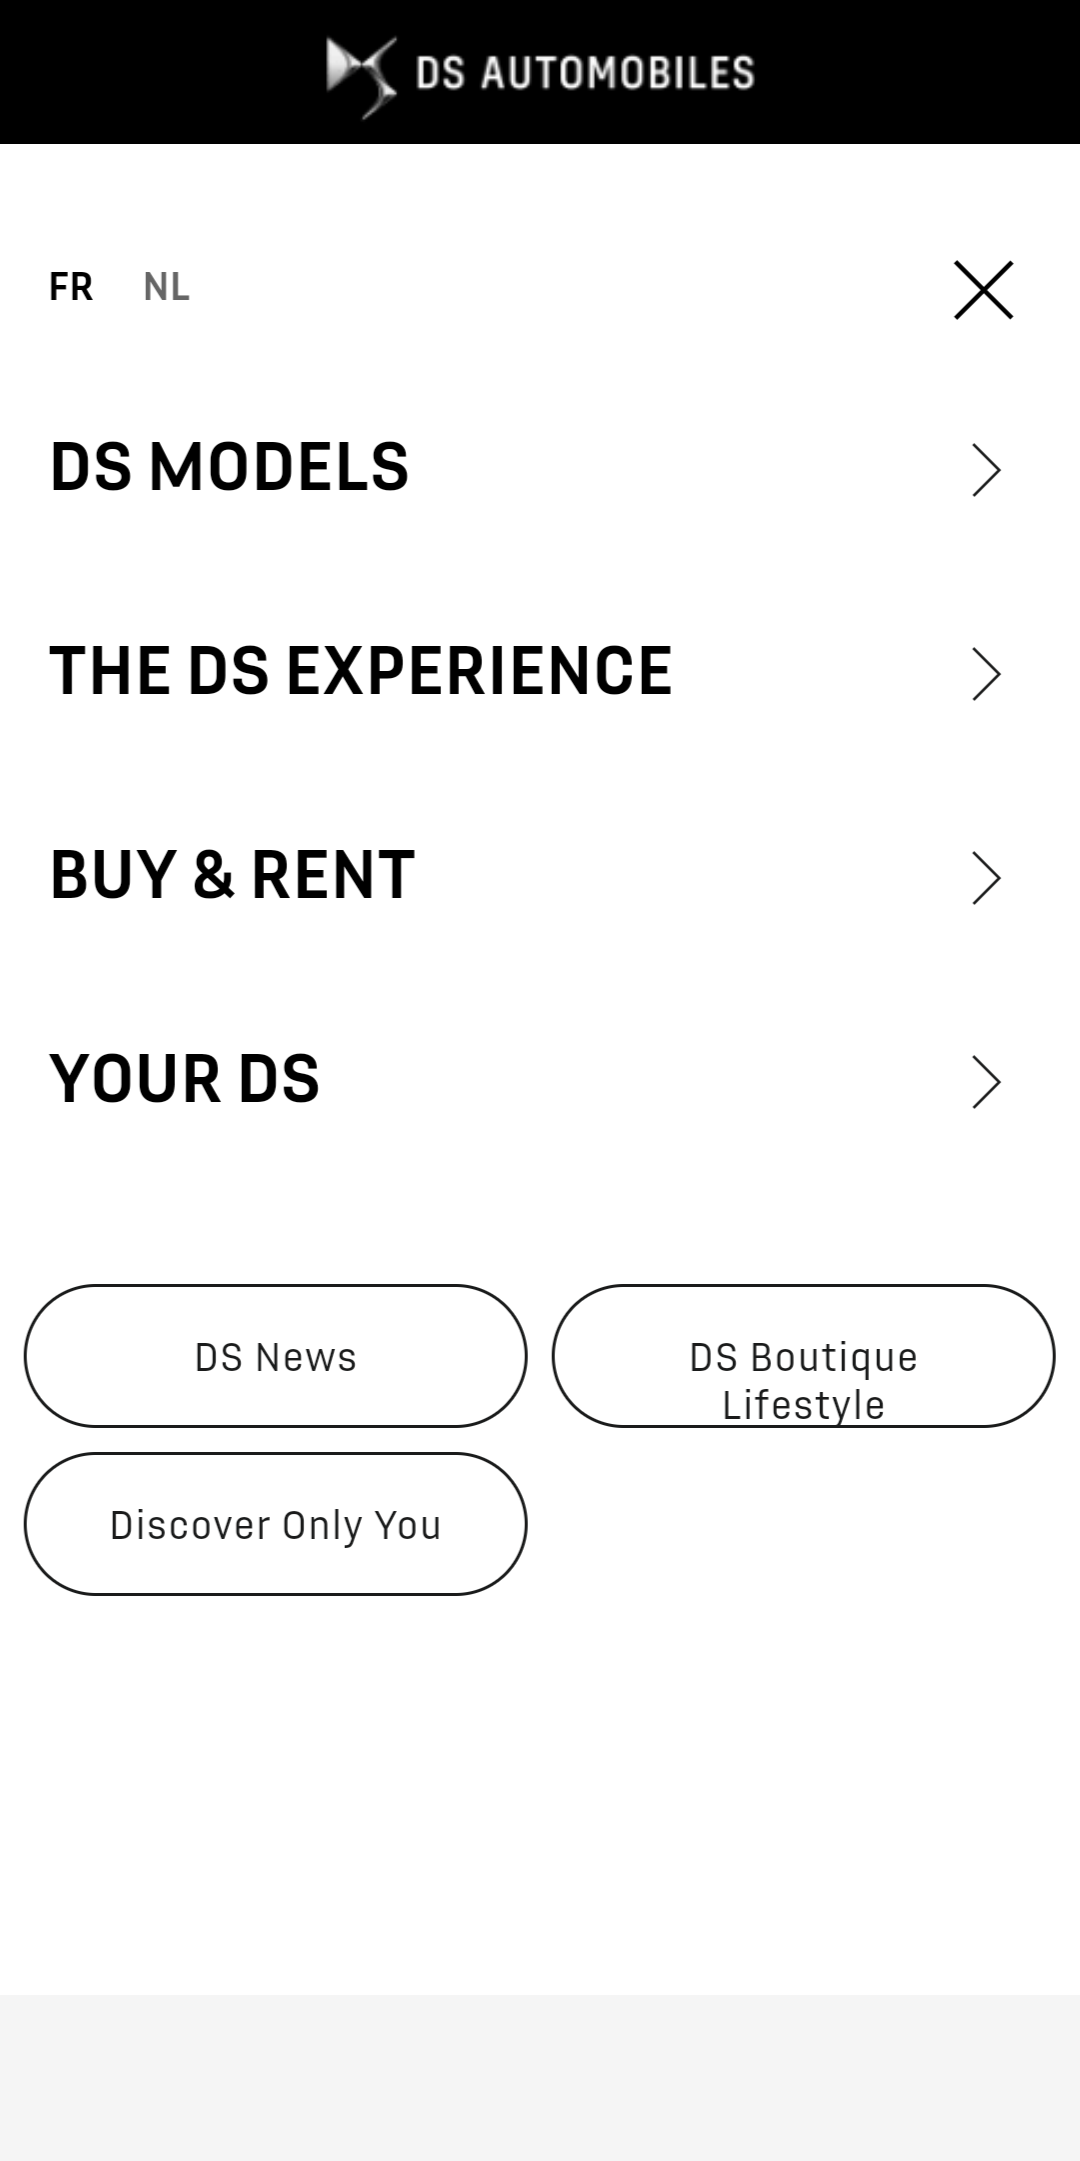 DS AUTOMOBILES
FR NL
DS MODELS
THE DS EXPERIENCE
BUY & RENT
YOUR DS
DS News
DS Boutique
Lifestyle
Discover Only You